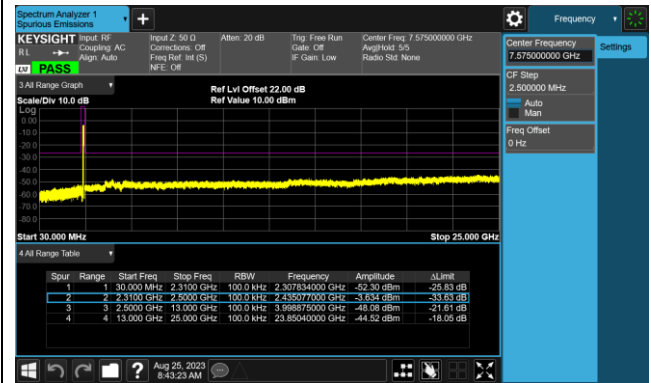 Spectrum Analyzer 1
Spurious Emissions
Frequency
KEYSIGHT Input: RF Input Z: 50 Ω Atten: 20 dB Trig: Free Run Center Freq: 7.575000000 GHz
RL Coupling: AC Corrections: Off Gate: Off Avg|Hold: 5/5
Align: Auto Freq Ref: Int (S) IF Gain: Low Radio Std: None
NFE: Off
LXI PASS
Center Frequency
7.575000000 GHz
Settings
CF Step
2.500000 MHz
Auto
Man
Freq Offset
0 Hz
3 All Range Graph
Ref Lvl Offset 22.00 dB
Scale/Div 10.0 dB Ref Value 10.00 dBm
Log
0.00
-10.0
-20.0
-30.0
-40.0
-50.0
-60.0
-70.0
-80.0
Start 30.000 MHz Stop 25.000 GHz
4 All Range Table
Spur Range Start Freq Stop Freq RBW Frequency Amplitude ΔLimit
1 1 30.000 MHz 2.3100 GHz 100.0 kHz 2.307834000 GHz -52.30 dBm -25.83 dB
2 2 2.3100 GHz 2.5000 GHz 100.0 kHz 2.435077000 GHz -3.634 dBm -33.63 dB
3 3 2.5000 GHz 13.000 GHz 100.0 kHz 3.998875000 GHz -48.08 dBm -21.61 dB
4 4 13.000 GHz 25.000 GHz 100.0 kHz 23.85040000 GHz -44.52 dBm -18.05 dB
? Aug 25, 2023
8:43:23 AM